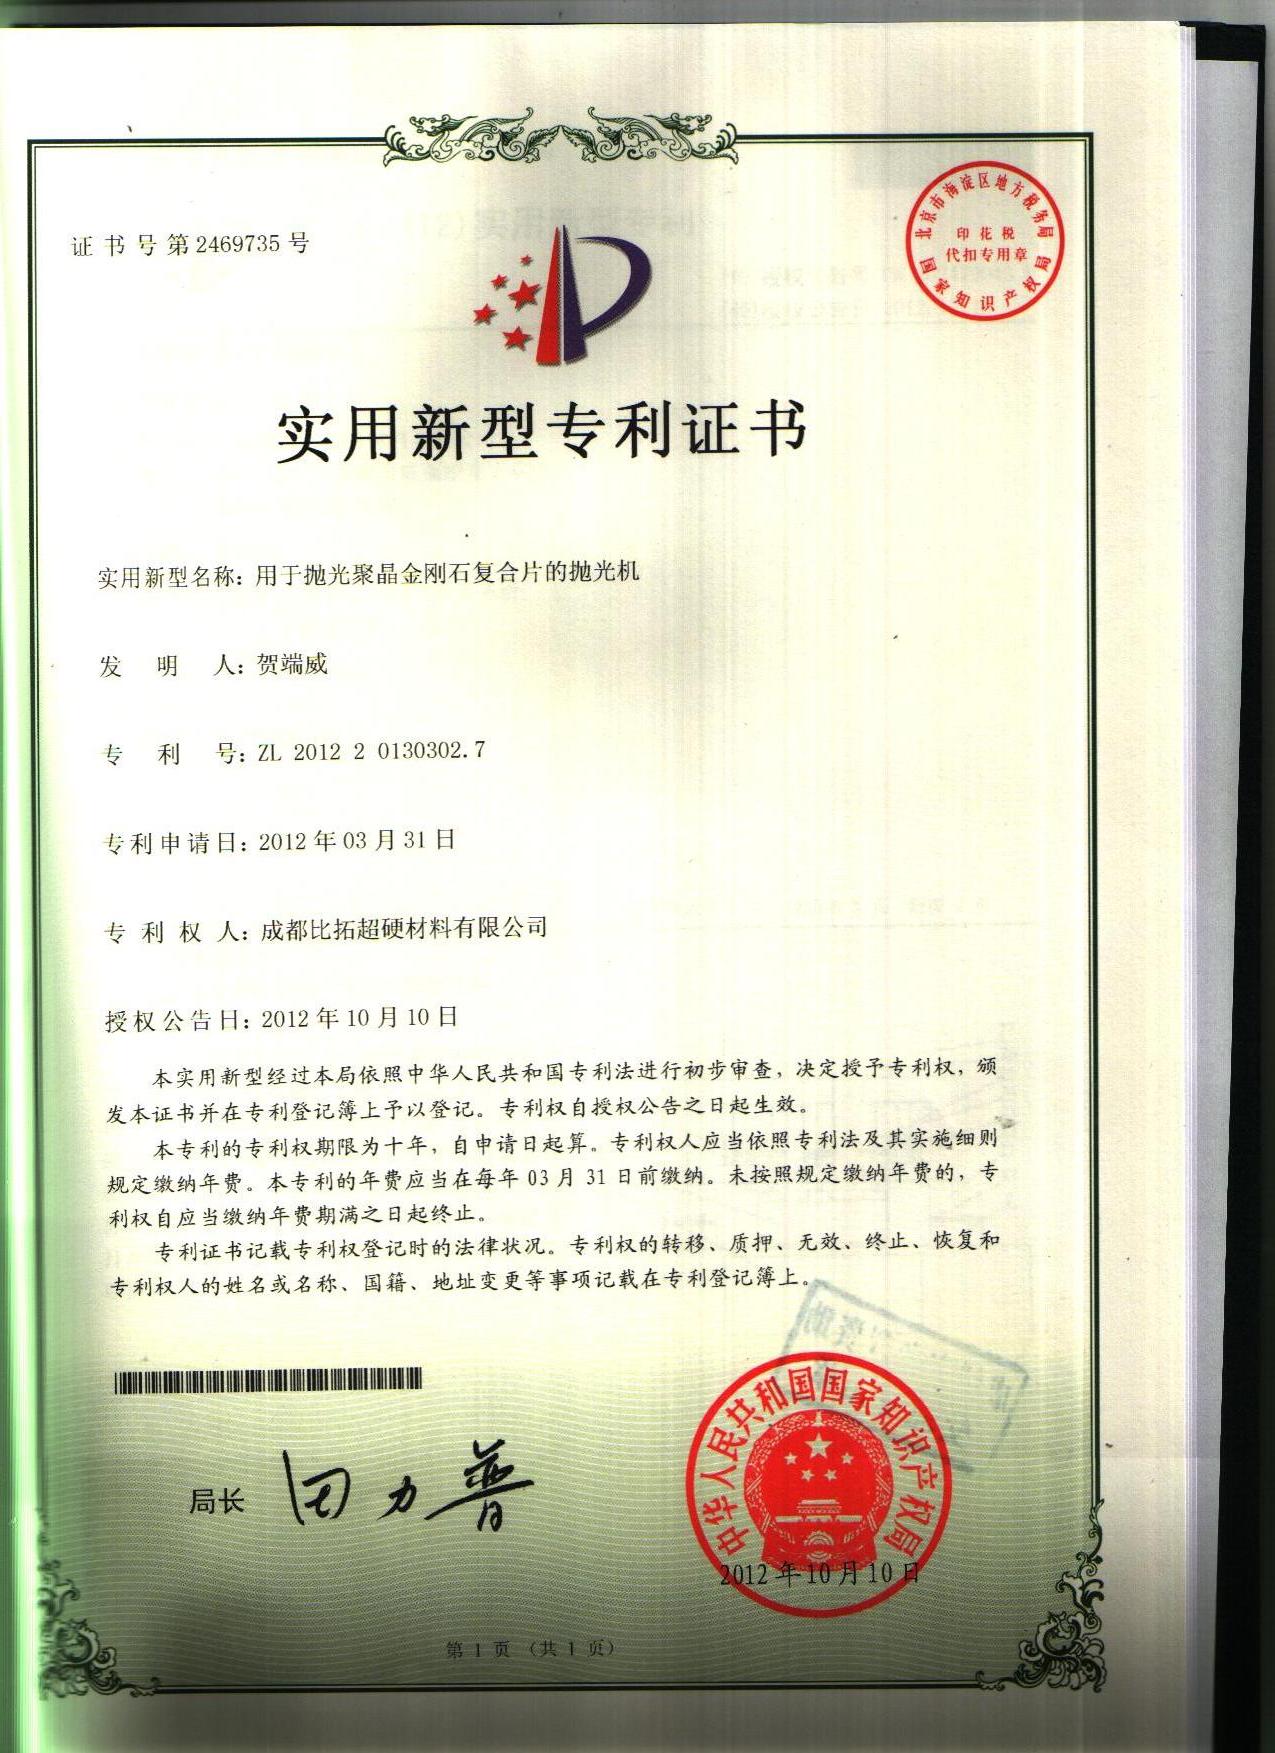 证书号第2469735号
北京市海淀区地方税务局
印花税
代扣专用章
国家知识产权局
实用新型专利证书
实用新型名称：用于抛光聚晶金刚石复合片的抛光机
发明人：贺端威
专利号：ZL 2012 2 0130302.7
专利申请日：2012年03月31日
专利权人：成都比拓超硬材料有限公司
授权公告日：2012年10月10日
本实用新型经过本局依照中华人民共和国专利法进行初步审查，决定授予专利权，颁
发本证书并在专利登记簿上予以登记。专利权自授权公告之日起生效。
本专利的专利权期限为十年，自申请日起算。专利权人应当依照专利法及其实施细则
规定缴纳年费。本专利的年费应当在每年03月31日前缴纳。未按照规定缴纳年费的，专
利权自应当缴纳年费期满之日起终止。
专利证书记载专利权登记时的法律状况。专利权的转移、质押、无效、终止、恢复和
专利权人的姓名或名称、国籍、地址变更等事项记载在专利登记簿上。
局长 田力普
中华人民共和国国家知识产权局
2012年10月10日
第1页（共1页）